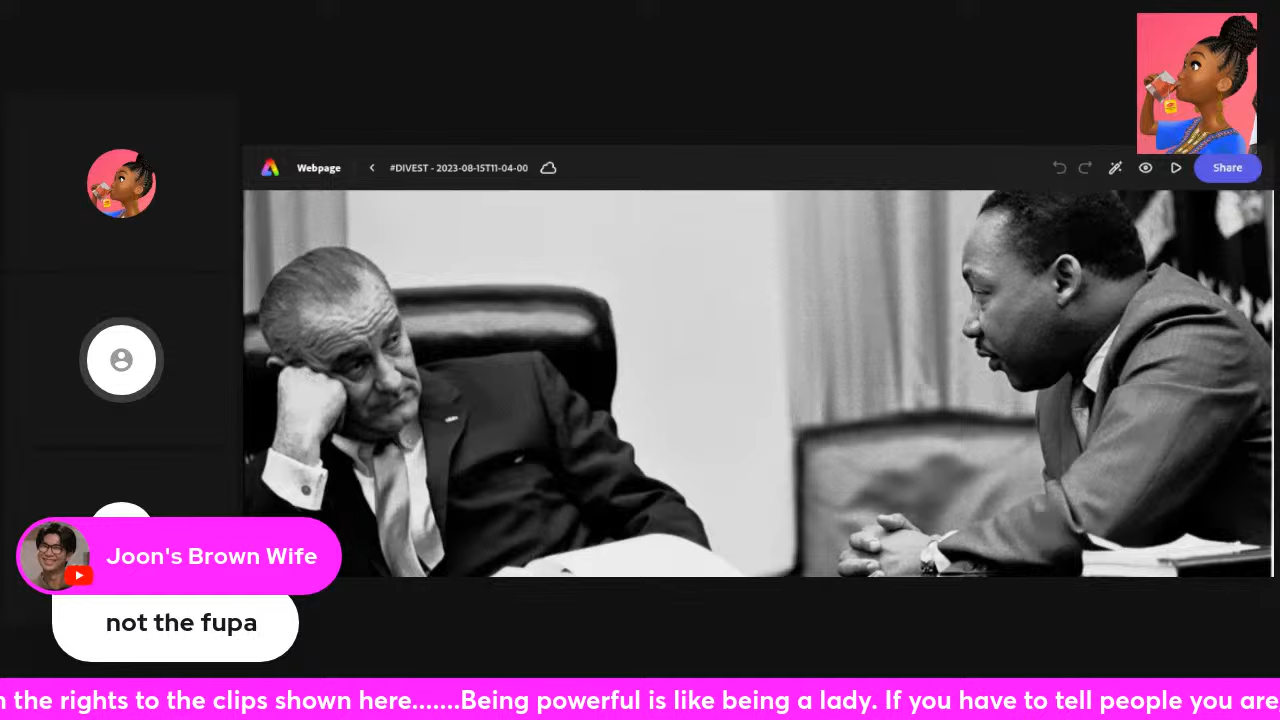 Webpage
#DIVEST - 2023-08-15T11-04-00
Share
Joon's Brown Wife
not the fupa
n the rights to the clips shown here.......Being powerful is like being a lady. If you have to tell people you are